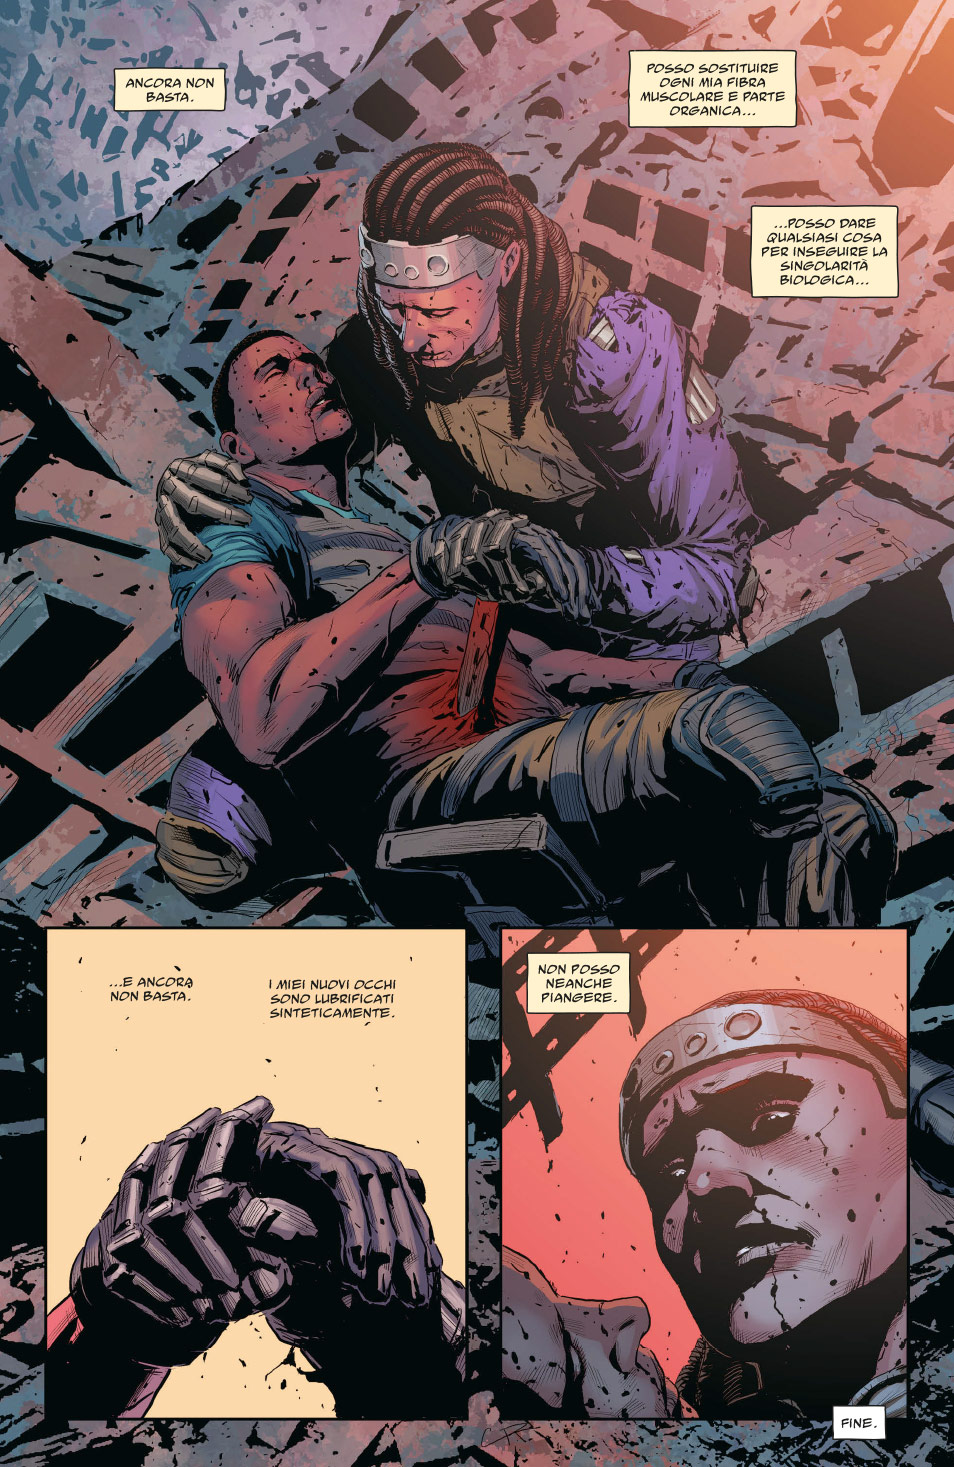 ANCORA NON
BASTA.
POSSO SOSTITUIRE
OGNI MIA FIBRA
MUSCOLARE E PARTE
ORGANICA...
...POSSO DARE
QUALSIASI COSA
PER INSEGUIRE LA
SINGOLARITÀ
BIOLOGICA...
...E ANCORA
NON BASTA.
I MIEI NUOVI OCCHI
SONO LUBRIFICATI
SINTETICAMENTE.
NON POSSO
NEANCHE
PIANGERE.
FINE.